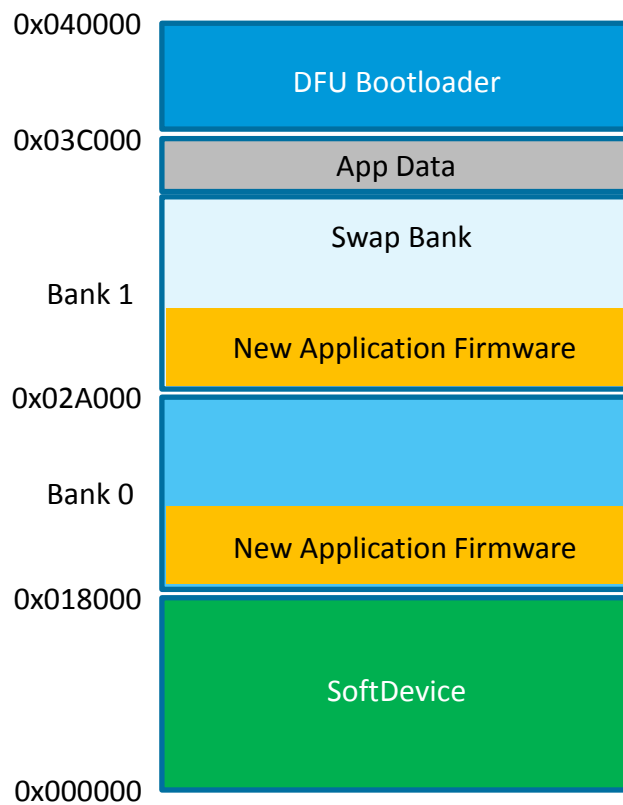 0x040000
DFU Bootloader
0x03C000
App Data
Swap Bank
Bank 1
New Application Firmware
0x02A000
Bank 0
New Application Firmware
0x018000
SoftDevice
0x000000